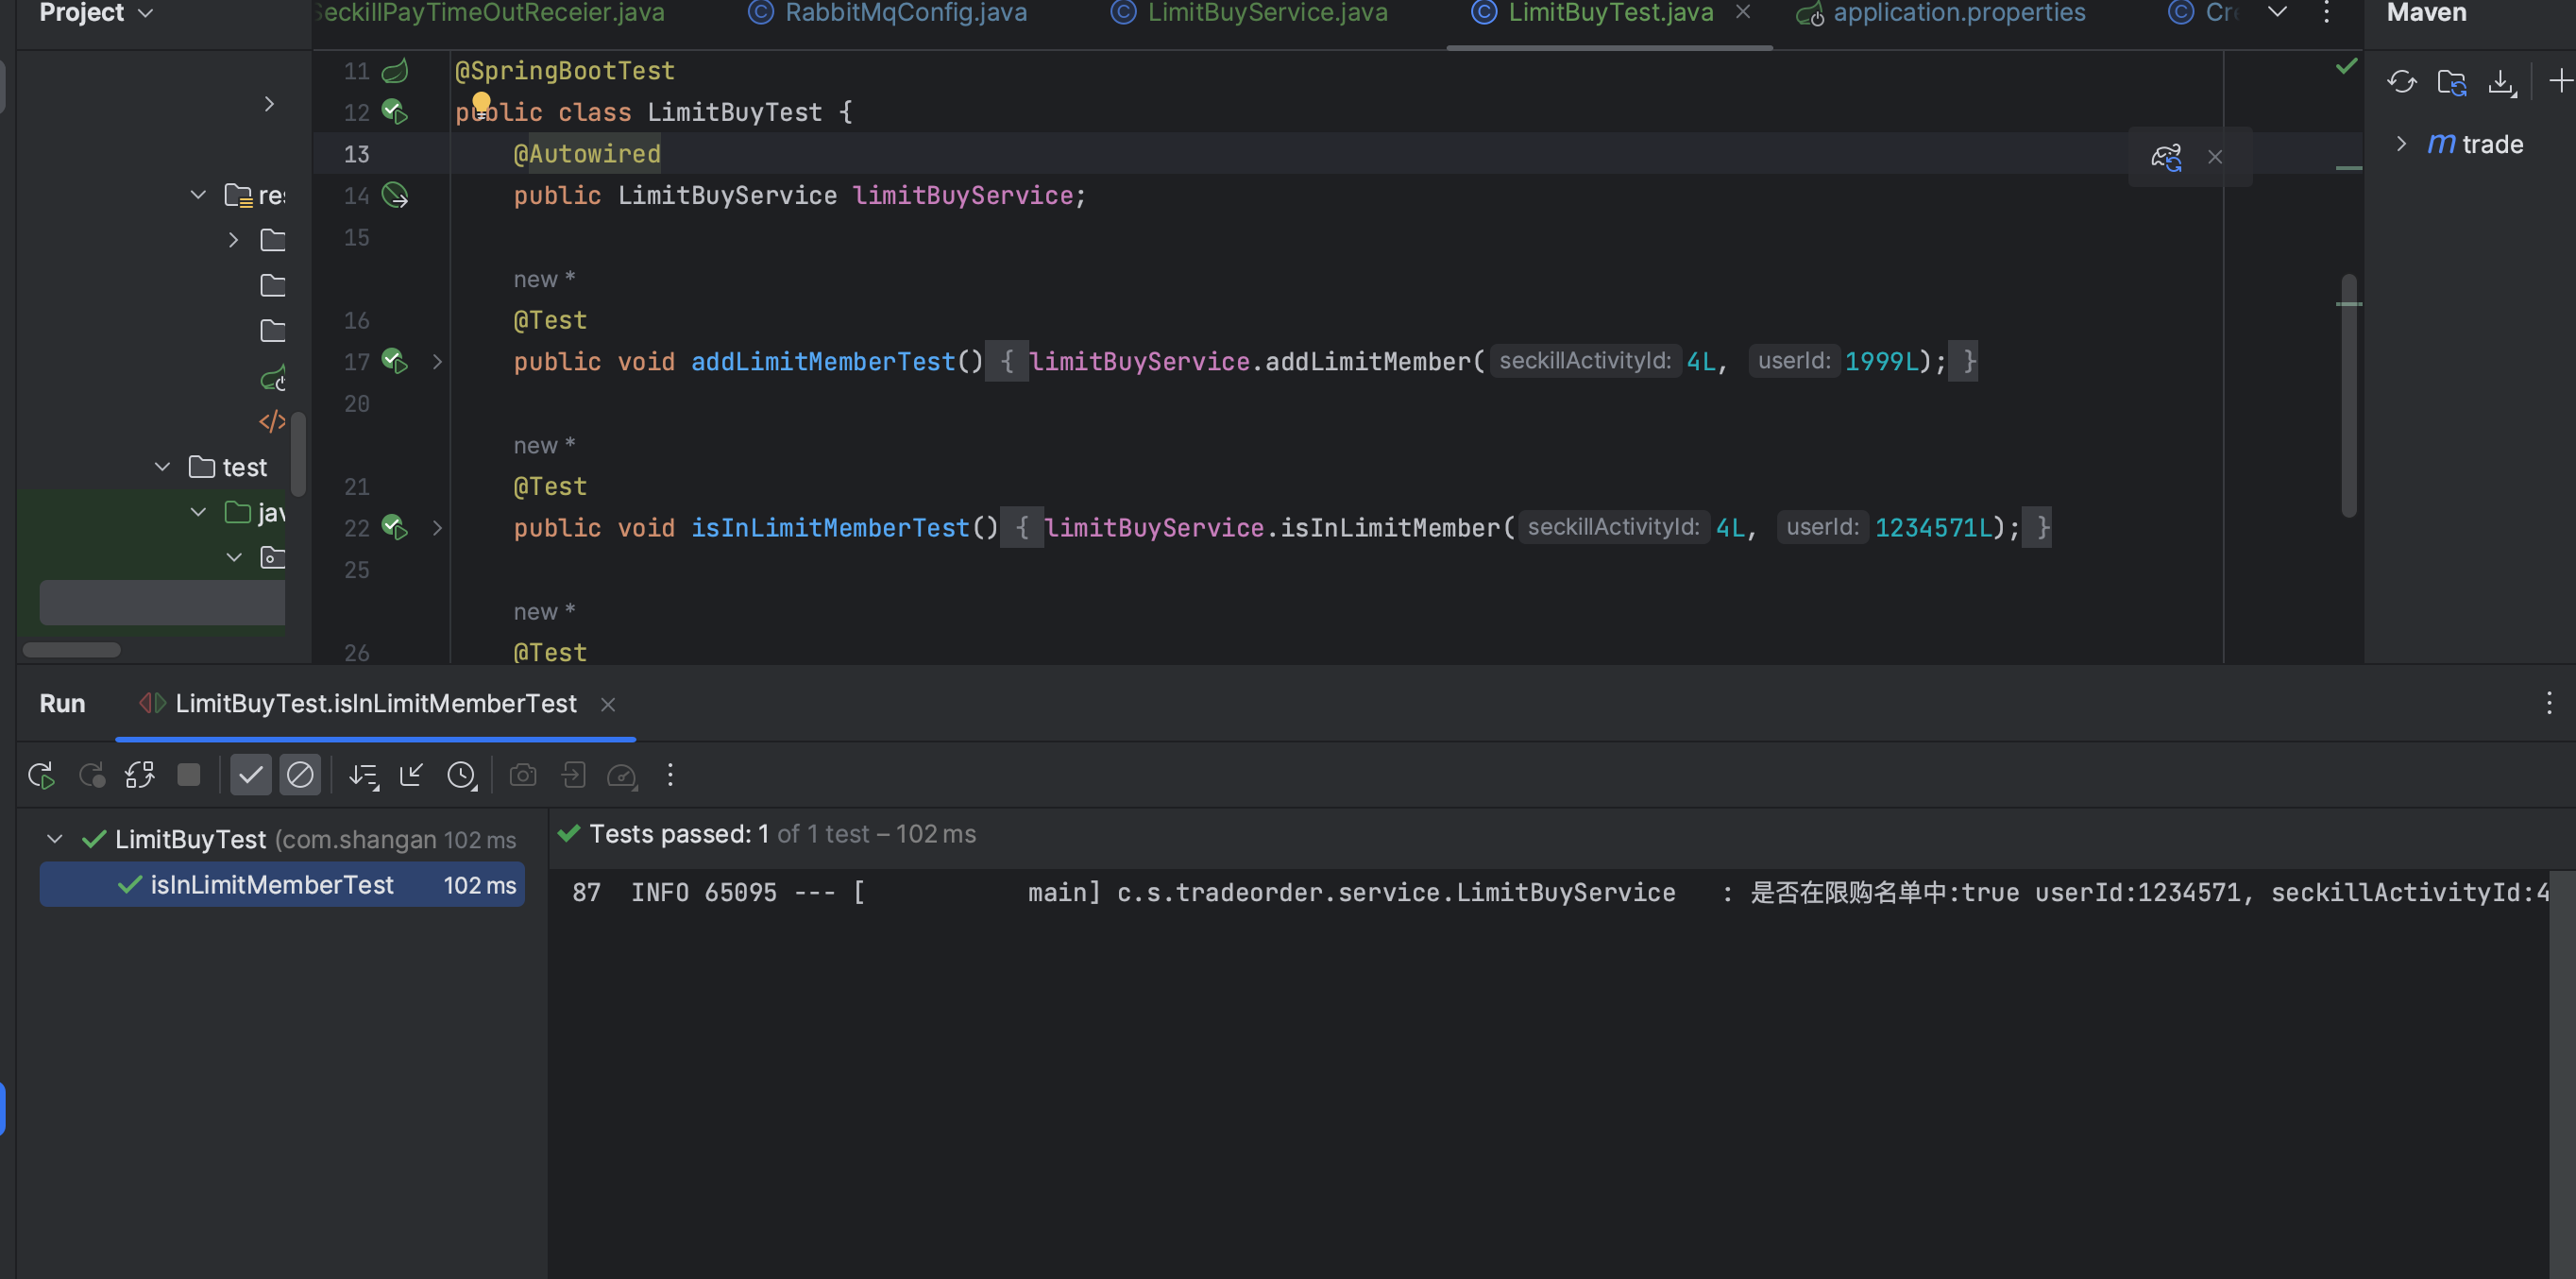 Project
eckillPayTimeOutReceier.java RabbitMqConfig.java LimitBuyService.java LimitBuyTest.java application.properties Cre
Maven
trade
res
test
jav
11 @SpringBootTest
12 public class LimitBuyTest {
13 @Autowired
14 public LimitBuyService limitBuyService;
15
new *
16 @Test
17 public void addLimitMemberTest() { limitBuyService.addLimitMember( seckillActivityId: 4L, userId: 1999L); }
20
new *
21 @Test
22 public void isInLimitMemberTest() { limitBuyService.isInLimitMember( seckillActivityId: 4L, userId: 1234571L); }
25
new *
26 @Test
Run LimitBuyTest.isInLimitMemberTest
LimitBuyTest (com.shangan 102 ms
isInLimitMemberTest 102 ms
Tests passed: 1 of 1 test – 102 ms
87 INFO 65095 --- [ main] c.s.tradeorder.service.LimitBuyService : 是否在限购名单中:true userId:1234571, seckillActivityId:4